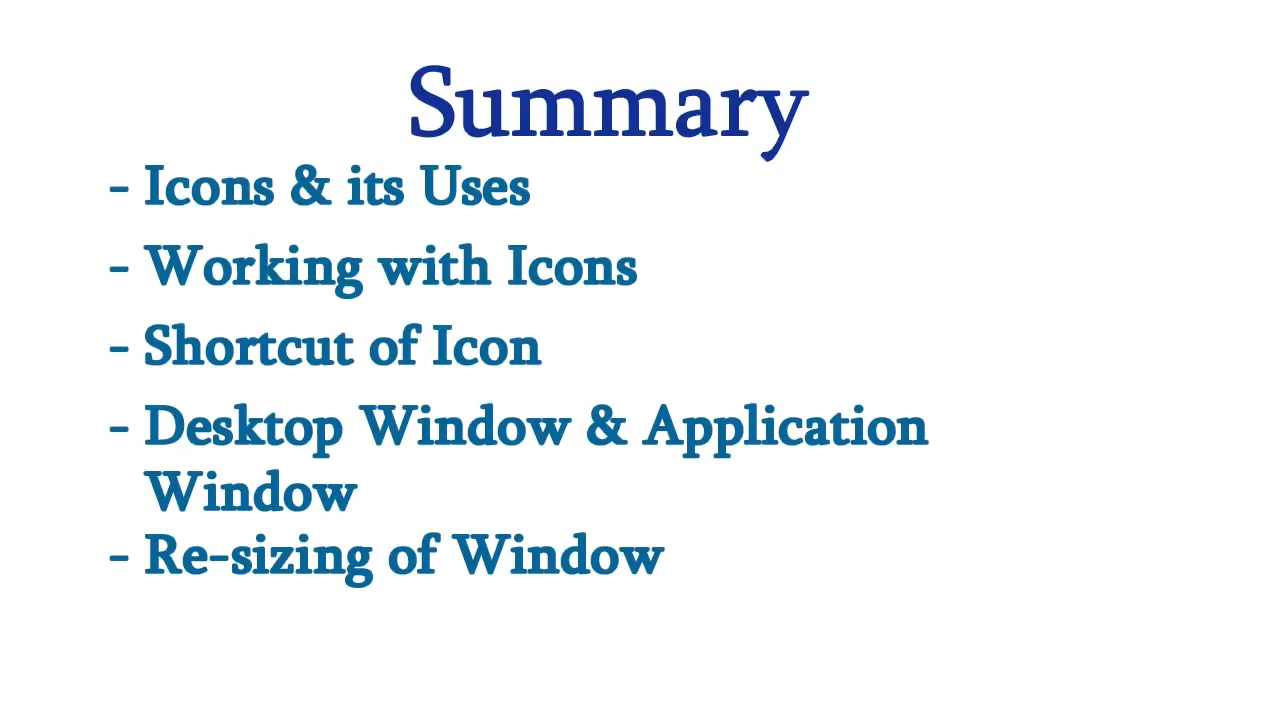 Summary
- Icons & its Uses
- Working with Icons
- Shortcut of Icon
- Desktop Window & Application
Window
- Re-sizing of Window